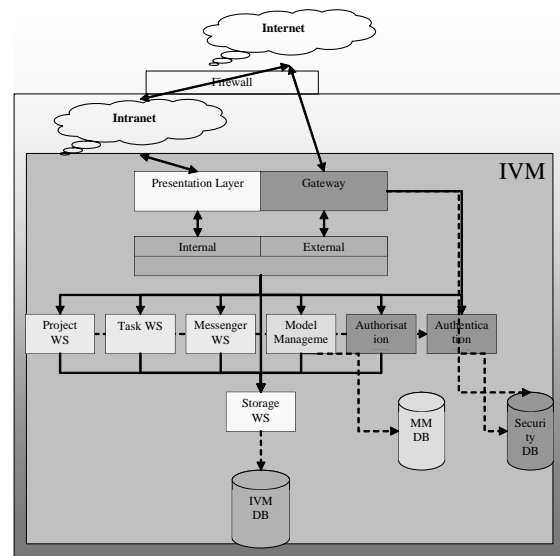 Internet
Firewall
Intranet
IVM
Presentation Layer
Gateway
Internal
External
Project
WS
Task WS
Messenger
WS
Model
Manageme
Authorisat
ion
Authentica
tion
Storage
WS
MM
DB
Securi
ty
DB
IVM
DB